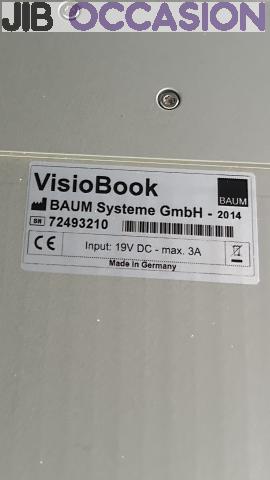 JIB OCCASION
VisioBook
BAUM
BAUM Systeme GmbH - 2014
SN 72493210
CE Input: 19V DC - max. 3A
Made in Germany